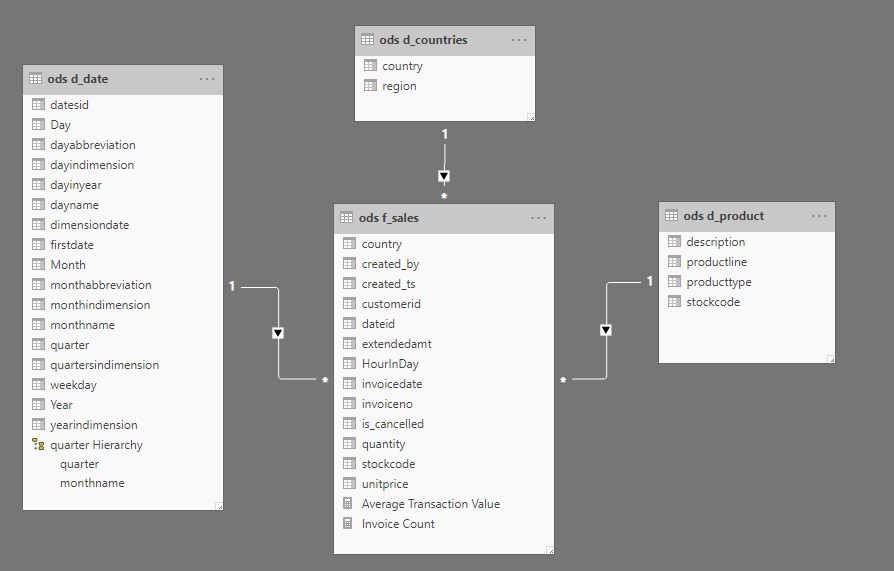 ods d_countries
country
region
ods d_date
datesid
Day
dayabbreviation
dayindimension
dayinyear
dayname
dimensiondate
firstdate
Month
monthabbreviation
monthindimension
monthname
quarter
quartersindimension
weekday
Year
yearindimension
quarter Hierarchy
quarter
monthname
1
*
1
*
ods f_sales
country
created_by
created_ts
customerid
dateid
extendedamt
HourInDay
invoicedate
invoiceno
is_cancelled
quantity
stockcode
unitprice
Average Transaction Value
Invoice Count
1
*
ods d_product
description
productline
producttype
stockcode